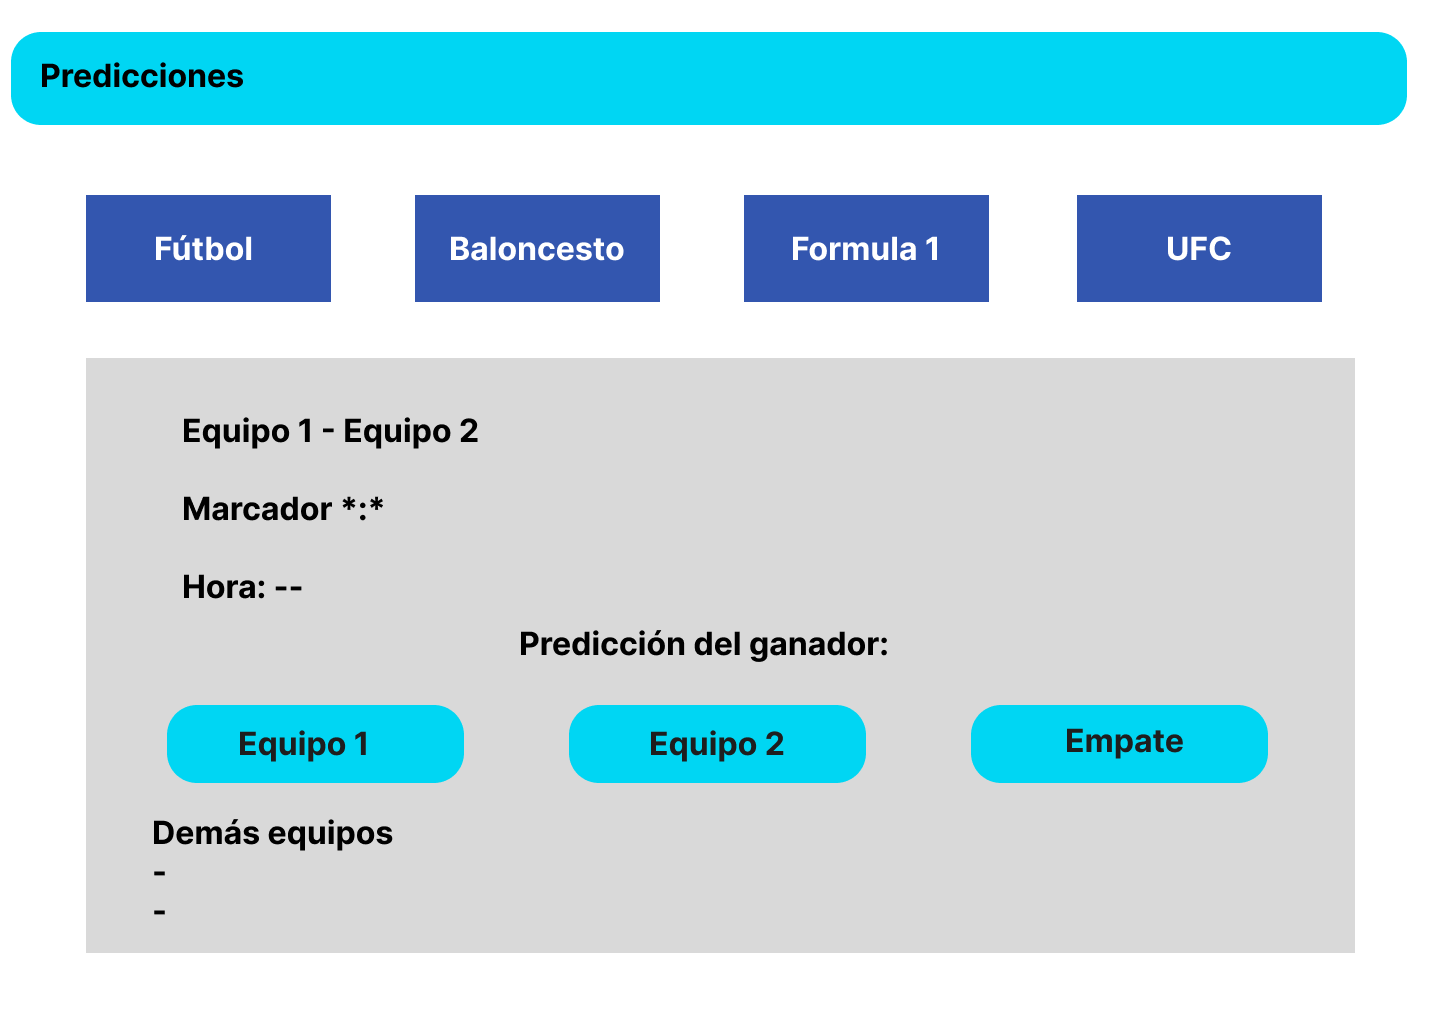 Predicciones
Fútbol
Baloncesto
Formula 1
UFC
Equipo 1 - Equipo 2
Marcador *:*
Hora: --
Predicción del ganador:
Equipo 1
Equipo 2
Empate
Demás equipos
-
-